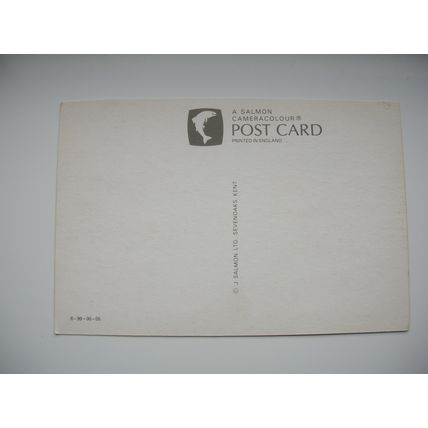 A SALMON
CAMERACOLOUR®
POST CARD
PRINTED IN ENGLAND
© J. SALMON LTD. SEVENOAKS, KENT